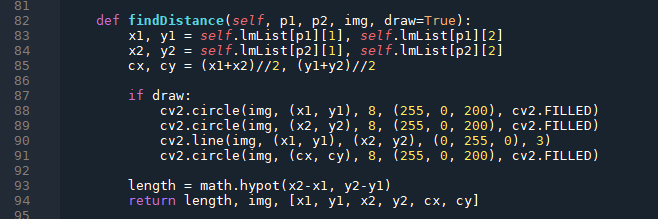 81
82 def findDistance(self, p1, p2, img, draw=True):
83 x1, y1 = self.lmList[p1][1], self.lmList[p1][2]
84 x2, y2 = self.lmList[p2][1], self.lmList[p2][2]
85 cx, cy = (x1+x2)//2, (y1+y2)//2
86
87 if draw:
88 cv2.circle(img, (x1, y1), 8, (255, 0, 200), cv2.FILLED)
89 cv2.circle(img, (x2, y2), 8, (255, 0, 200), cv2.FILLED)
90 cv2.line(img, (x1, y1), (x2, y2), (0, 255, 0), 3)
91 cv2.circle(img, (cx, cy), 8, (255, 0, 200), cv2.FILLED)
92
93 length = math.hypot(x2-x1, y2-y1)
94 return length, img, [x1, y1, x2, y2, cx, cy]
95